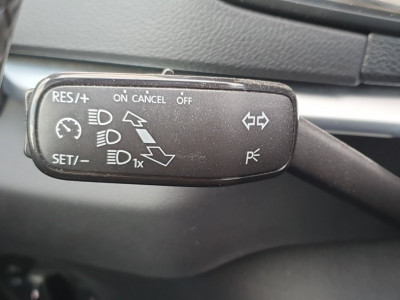 RES/+ ON CANCEL OFF
SET/- 1x P